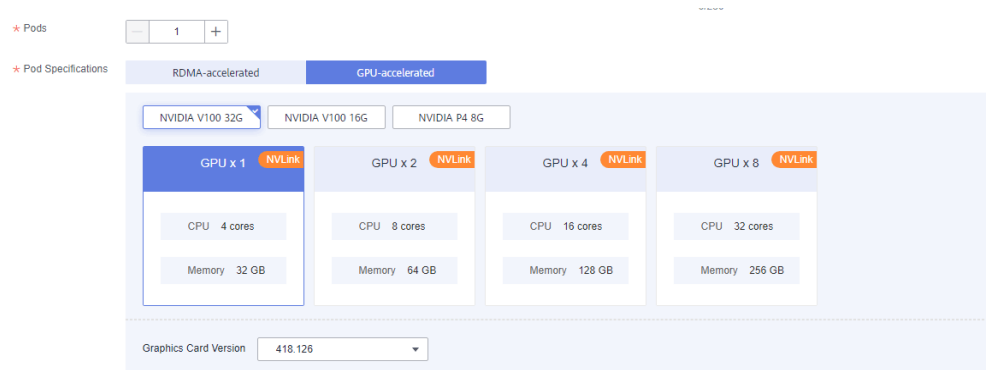 * Pods
— 1 +
* Pod Specifications RDMA-accelerated GPU-accelerated
NVIDIA V100 32G NVIDIA V100 16G NVIDIA P4 8G
GPU x 1 NVLink GPU x 2 NVLink GPU x 4 NVLink GPU x 8 NVLink
CPU 4 cores CPU 8 cores CPU 16 cores CPU 32 cores
Memory 32 GB Memory 64 GB Memory 128 GB Memory 256 GB
Graphics Card Version 418.126